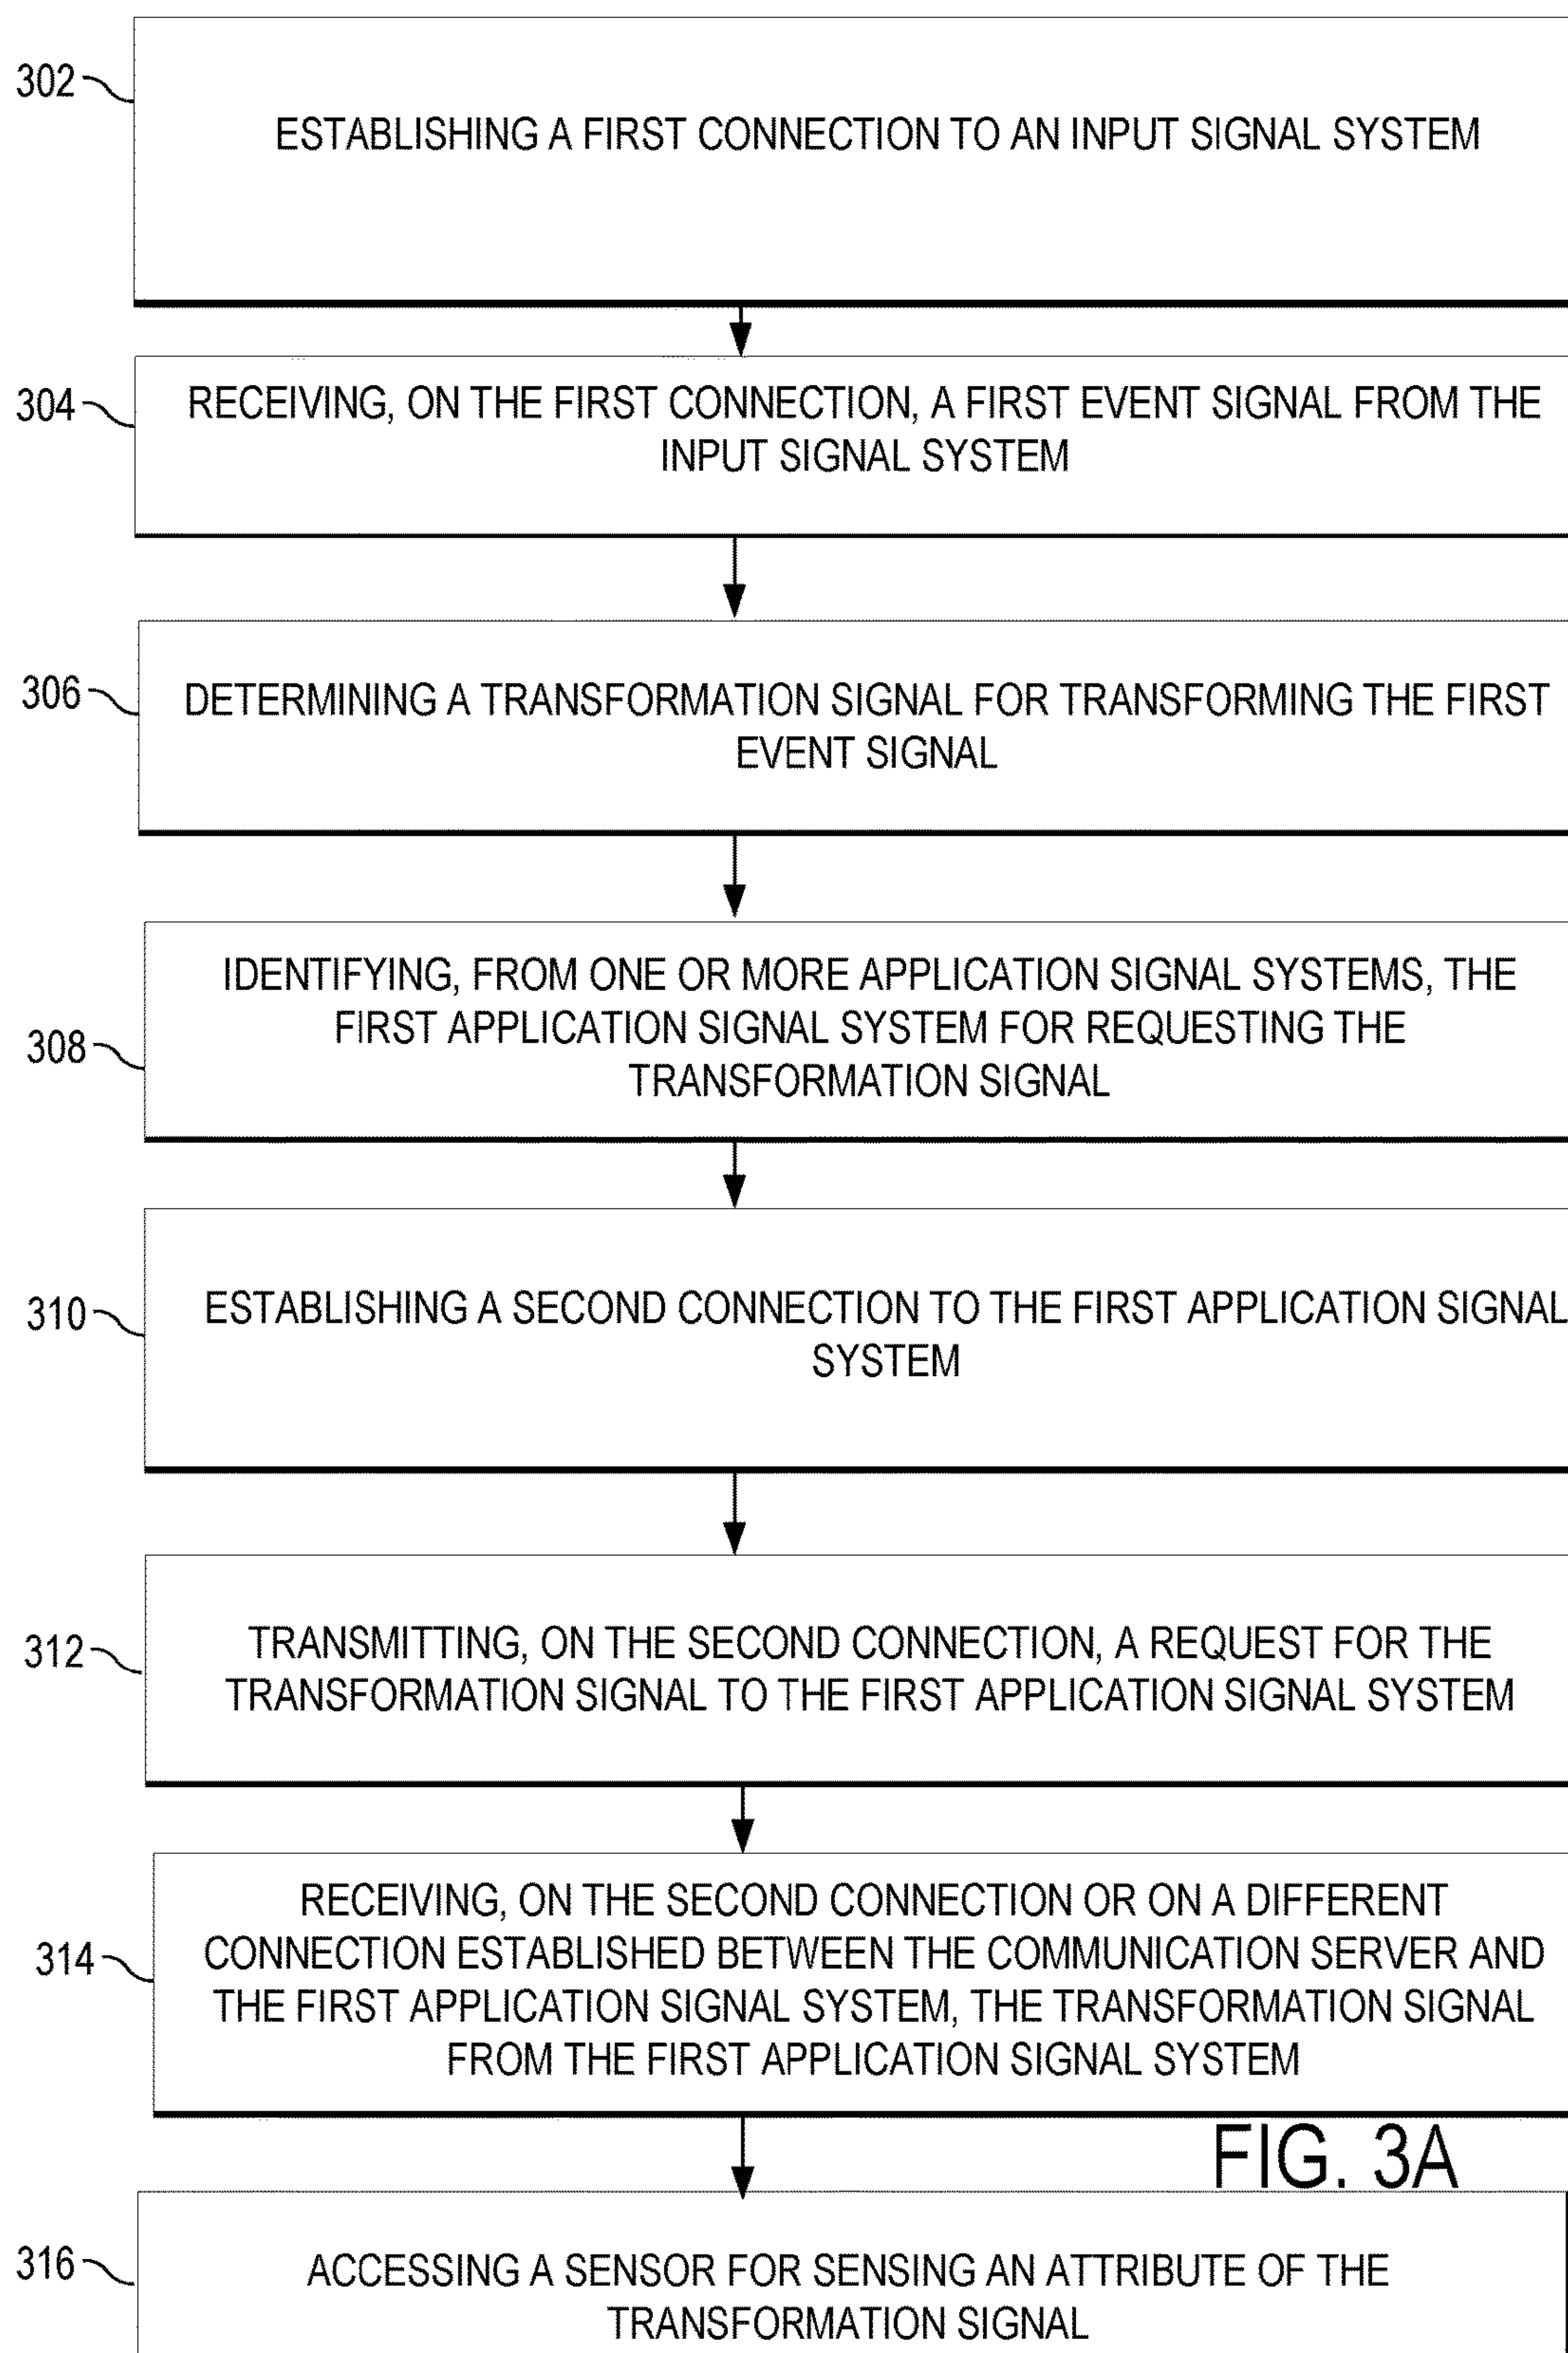 302
ESTABLISHING A FIRST CONNECTION TO AN INPUT SIGNAL SYSTEM
304
RECEIVING, ON THE FIRST CONNECTION, A FIRST EVENT SIGNAL FROM THE
INPUT SIGNAL SYSTEM
306
DETERMINING A TRANSFORMATION SIGNAL FOR TRANSFORMING THE FIRST
EVENT SIGNAL
308
IDENTIFYING, FROM ONE OR MORE APPLICATION SIGNAL SYSTEMS, THE
FIRST APPLICATION SIGNAL SYSTEM FOR REQUESTING THE
TRANSFORMATION SIGNAL
310
ESTABLISHING A SECOND CONNECTION TO THE FIRST APPLICATION SIGNAL
SYSTEM
312
TRANSMITTING, ON THE SECOND CONNECTION, A REQUEST FOR THE
TRANSFORMATION SIGNAL TO THE FIRST APPLICATION SIGNAL SYSTEM
314
RECEIVING, ON THE SECOND CONNECTION OR ON A DIFFERENT
CONNECTION ESTABLISHED BETWEEN THE COMMUNICATION SERVER AND
THE FIRST APPLICATION SIGNAL SYSTEM, THE TRANSFORMATION SIGNAL
FROM THE FIRST APPLICATION SIGNAL SYSTEM
FIG. 3A
316
ACCESSING A SENSOR FOR SENSING AN ATTRIBUTE OF THE
TRANSFORMATION SIGNAL